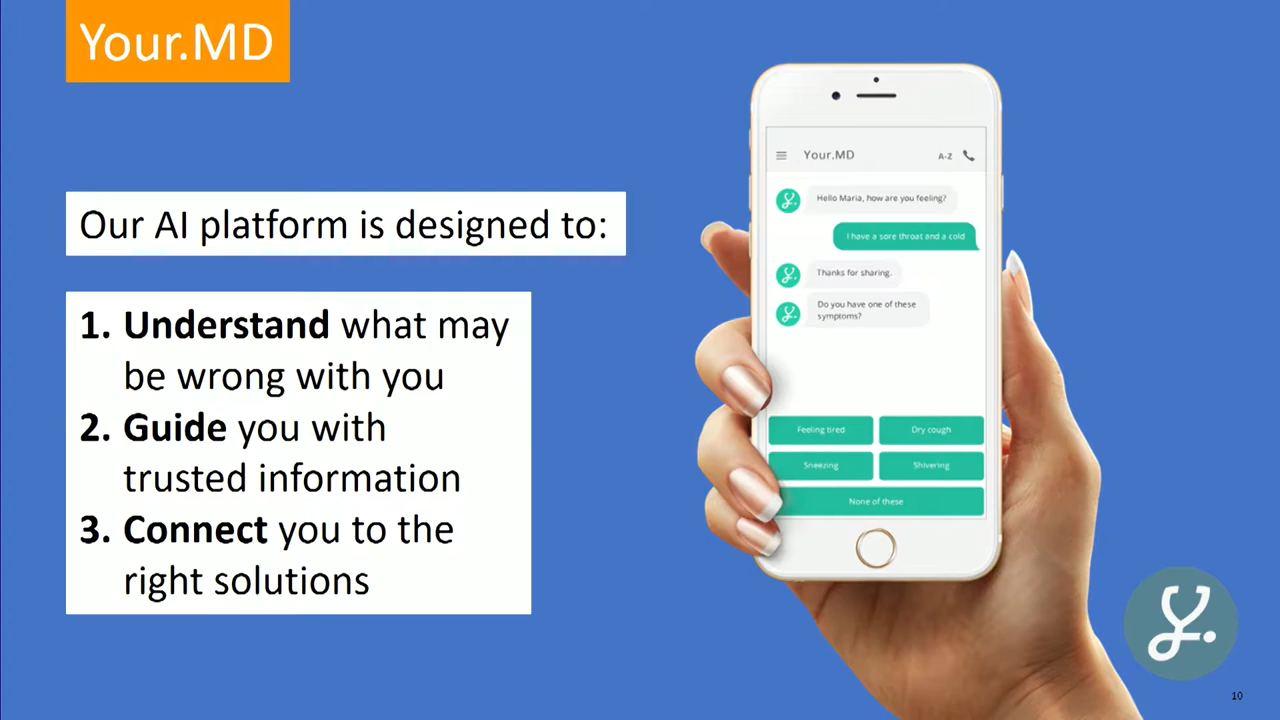 Your.MD
Our AI platform is designed to:
1. Understand what may
be wrong with you
2. Guide you with
trusted information
3. Connect you to the
right solutions
Your.MD
A-Z
Hello Maria, how are you feeling?
I have a sore throat and a cold
Thanks for sharing.
Do you have one of these
symptoms?
Feeling tired
Dry cough
Sneezing
Shivering
None of these
10